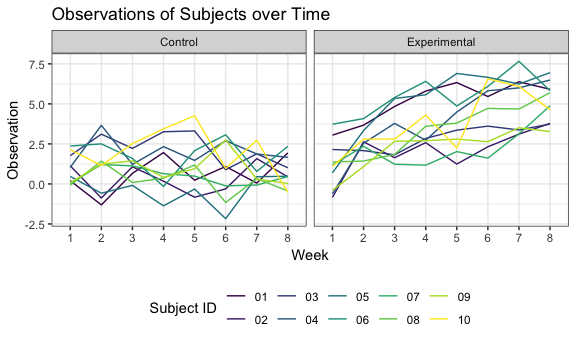 Observations of Subjects over Time
Control Experimental
Observation
7.5
5.0
2.5
0.0
-2.5
1 2 3 4 5 6 7 8 1 2 3 4 5 6 7 8
Week
Subject ID 01 03 05 07 09
02 04 06 08 10